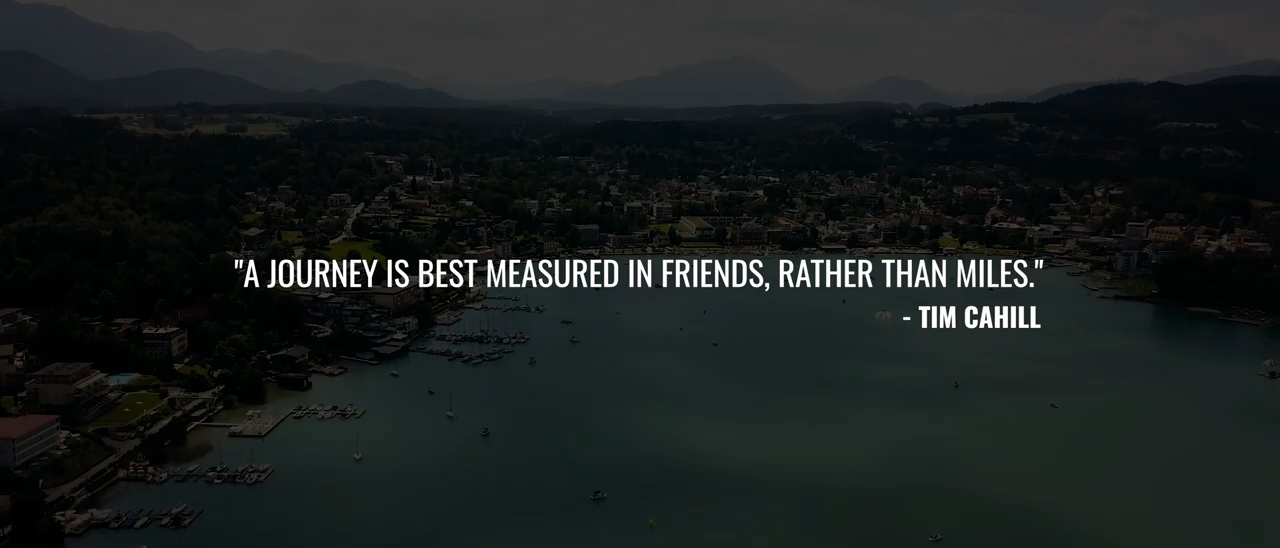 "A JOURNEY IS BEST MEASURED IN FRIENDS, RATHER THAN MILES."
- TIM CAHILL